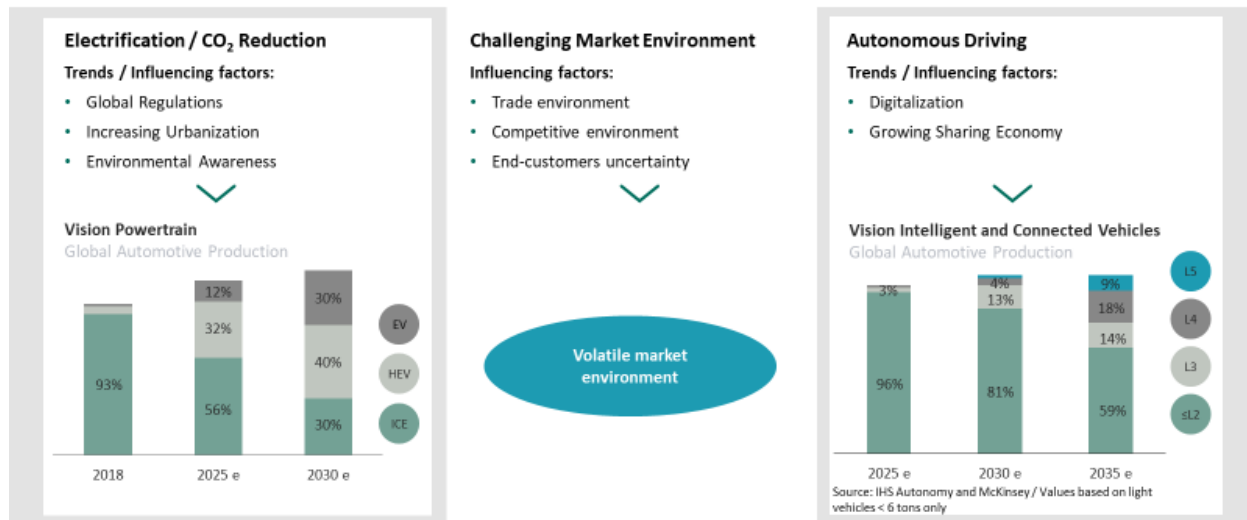 Electrification / CO₂ Reduction
Trends / Influencing factors:
• Global Regulations
• Increasing Urbanization
• Environmental Awareness
Vision Powertrain
Global Automotive Production
12%
30%
32%
40%
93%
56%
30%
EV
HEV
ICE
2018
2025 e
2030 e
Challenging Market Environment
Influencing factors:
• Trade environment
• Competitive environment
• End-customers uncertainty
Volatile market
environment
Autonomous Driving
Trends / Influencing factors:
• Digitalization
• Growing Sharing Economy
Vision Intelligent and Connected Vehicles
Global Automotive Production
3%
4%
9%
13%
18%
14%
96%
81%
59%
L5
L4
L3
≤L2
2025 e
2030 e
2035 e
Source: IHS Autonomy and McKinsey / Values based on light
vehicles < 6 tons only